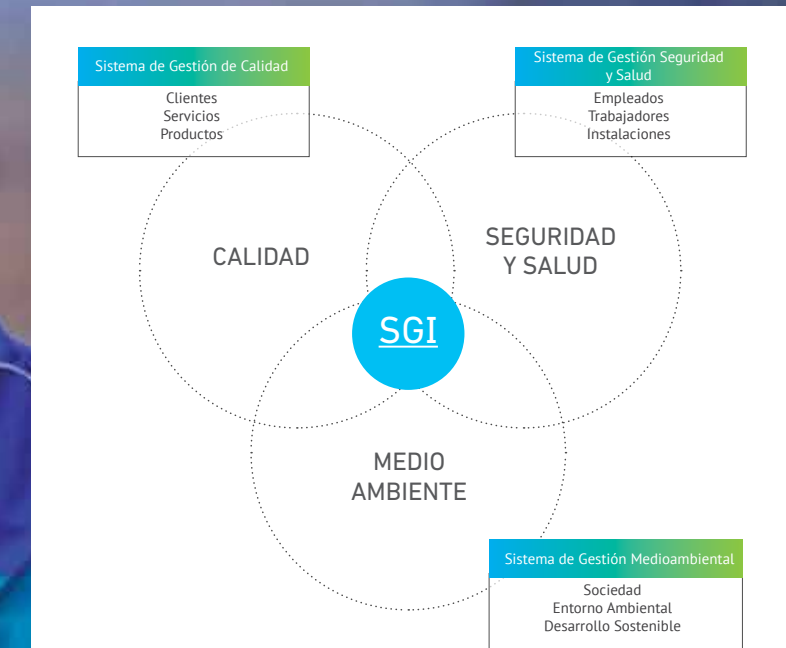 Sistema de Gestión de Calidad
Clientes
Servicios
Productos
Sistema de Gestión Seguridad
y Salud
Empleados
Trabajadores
Instalaciones
CALIDAD
SEGURIDAD
Y SALUD
SGI
MEDIO
AMBIENTE
Sistema de Gestión Medioambiental
Sociedad
Entorno Ambiental
Desarrollo Sostenible